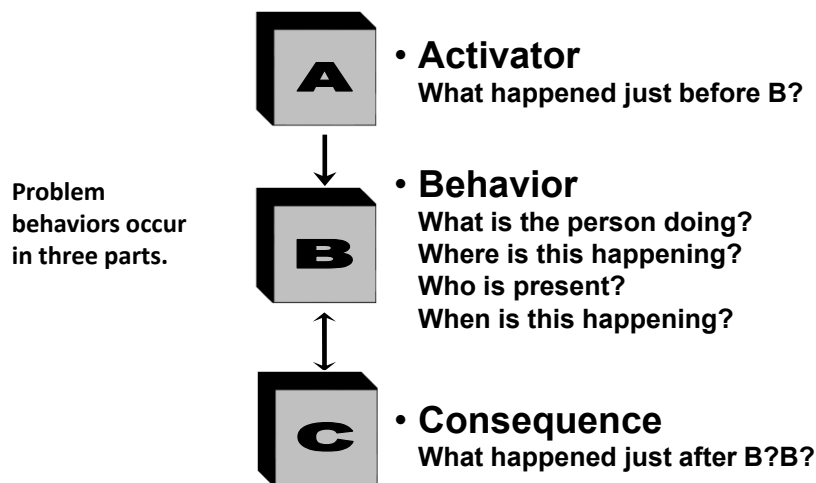 A
• Activator
What happened just before B?
Problem
behaviors occur
in three parts.
B
• Behavior
What is the person doing?
Where is this happening?
Who is present?
When is this happening?
C
• Consequence
What happened just after B?B?